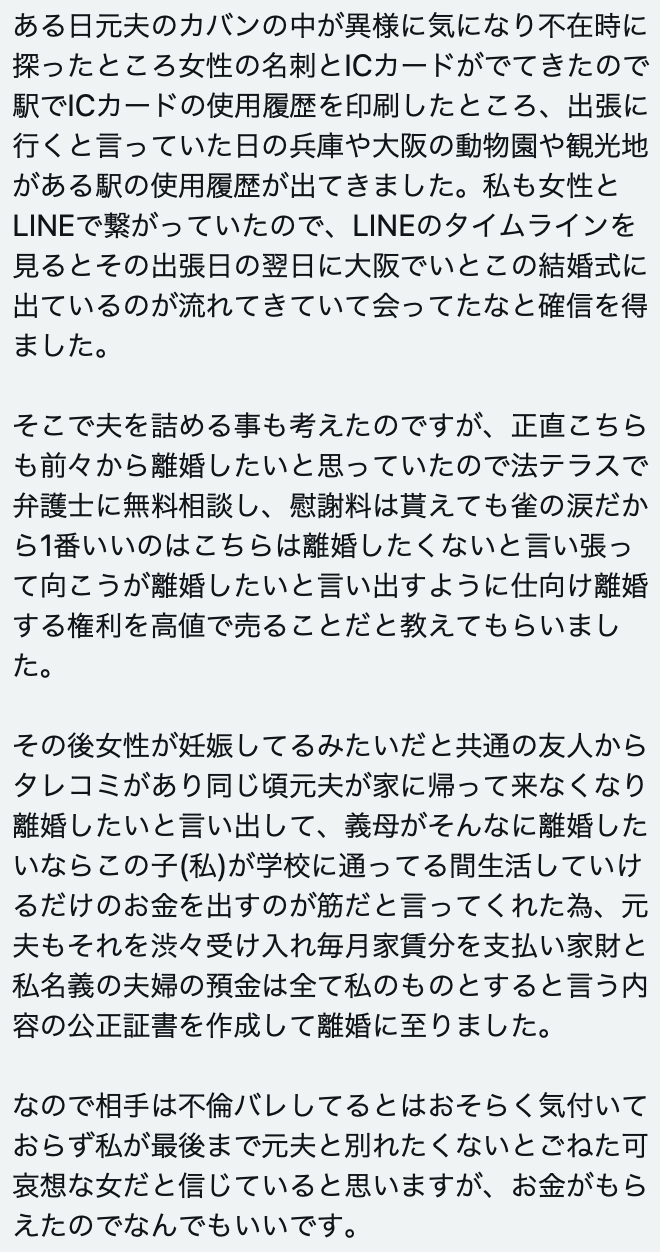 ある日元夫のカバンの中が異様に気になり不在時に
探ったところ女性の名刺とICカードがでてきたので
駅でICカードの使用履歴を印刷したところ、出張に
行くと言っていた日の兵庫や大阪の動物園や観光地
がある駅の使用履歴が出てきました。私も女性と
LINEで繋がっていたので、LINEのタイムラインを
見るとその出張日の翌日に大阪でいとこの結婚式に
出ているのが流れてきていて会ってたなと確信を得
ました。

そこで夫を詰める事も考えたのですが、正直こちら
も前々から離婚したいと思っていたので法テラスで
弁護士に無料相談し、慰謝料は貰えても雀の涙だか
ら1番いいのはこちらは離婚したくないと言い張っ
て向こうが離婚したいと言い出すように仕向け離婚
する権利を高値で売ることだと教えてもらいまし
た。

その後女性が妊娠してるみたいだと共通の友人から
タレコミがあり同じ頃元夫が家に帰って来なくなり
離婚したいと言い出して、義母がそんなに離婚した
いならこの子(私)が学校に通ってる間生活していけ
るだけのお金を出すのが筋だと言ってくれた為、元
夫もそれを渋々受け入れ毎月家賃分を支払い家財と
私名義の夫婦の預金は全て私のものとすると言う内
容の公正証書を作成して離婚に至りました。

なので相手は不倫バレしてるとはおそらく気付いて
おらず私が最後まで元夫と別れたくないとごねた可
哀想な女だと信じていると思いますが、お金がもら
えたのでなんでもいいです。